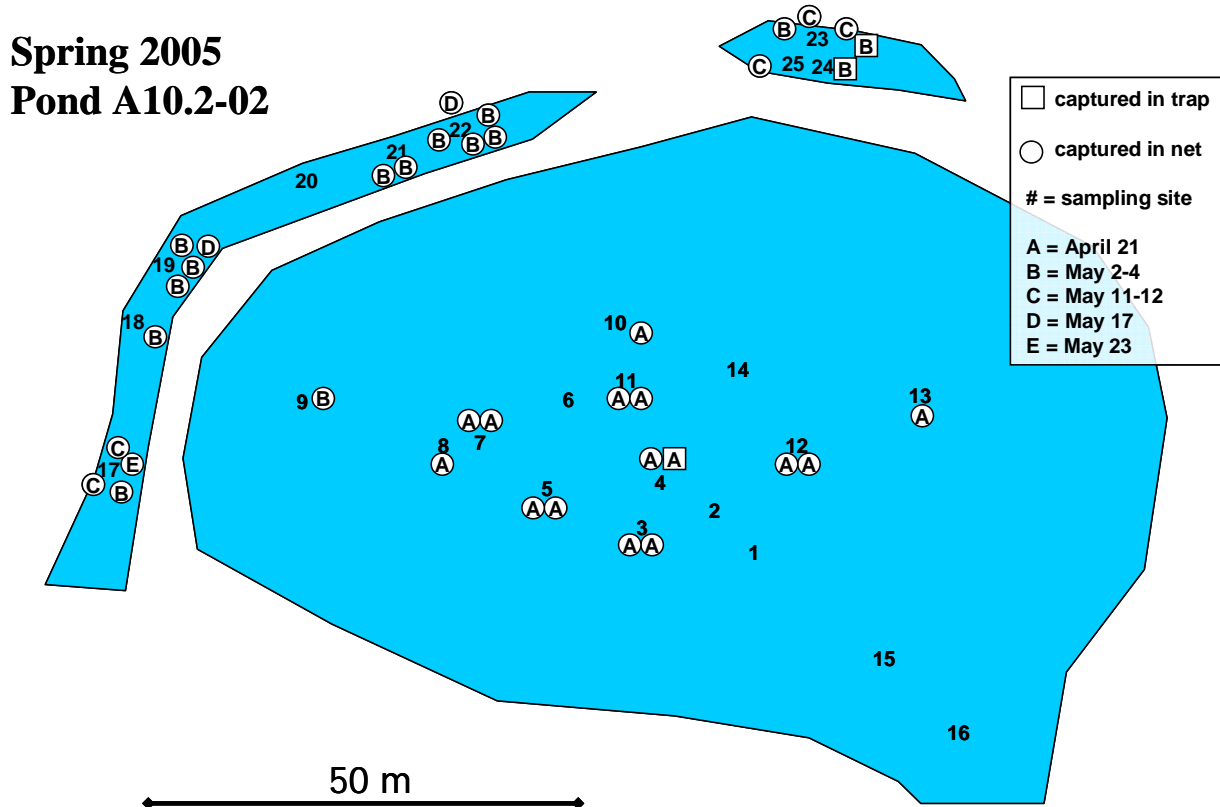 Spring 2005
Pond A10.2-02
captured in trap
captured in net
# = sampling site
A = April 21
B = May 2-4
C = May 11-12
D = May 17
E = May 23
C
B
C
23
B
25
24
B
C
D
B
22
B
B
B
21
B
B
20
B
D
19
B
B
18
B
C
17
E
C
B
10
A
14
11
A
A
6
9
B
13
A
A
A
7
8
A
12
A
A
A
A
4
5
A
A
2
3
A
A
1
15
16
50 m